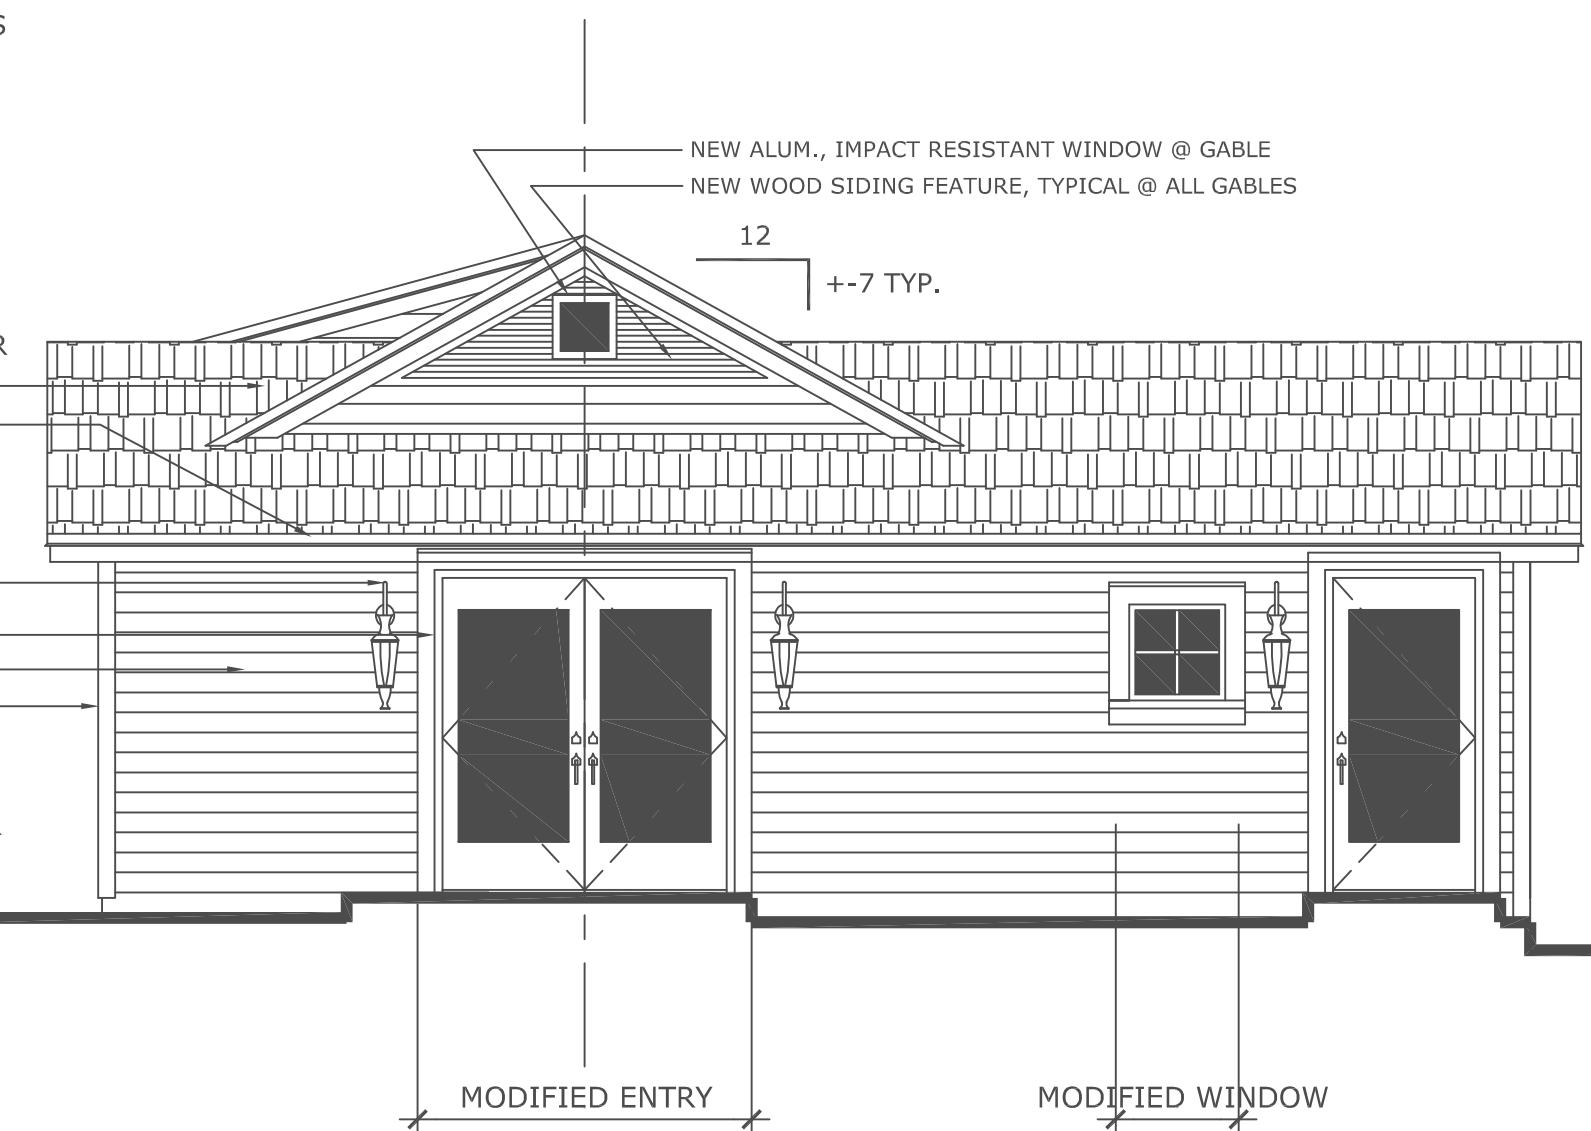 S
NEW ALUM., IMPACT RESISTANT WINDOW @ GABLE
NEW WOOD SIDING FEATURE, TYPICAL @ ALL GABLES
12
+-7 TYP.
R
MODIFIED ENTRY
MODIFIED WINDOW